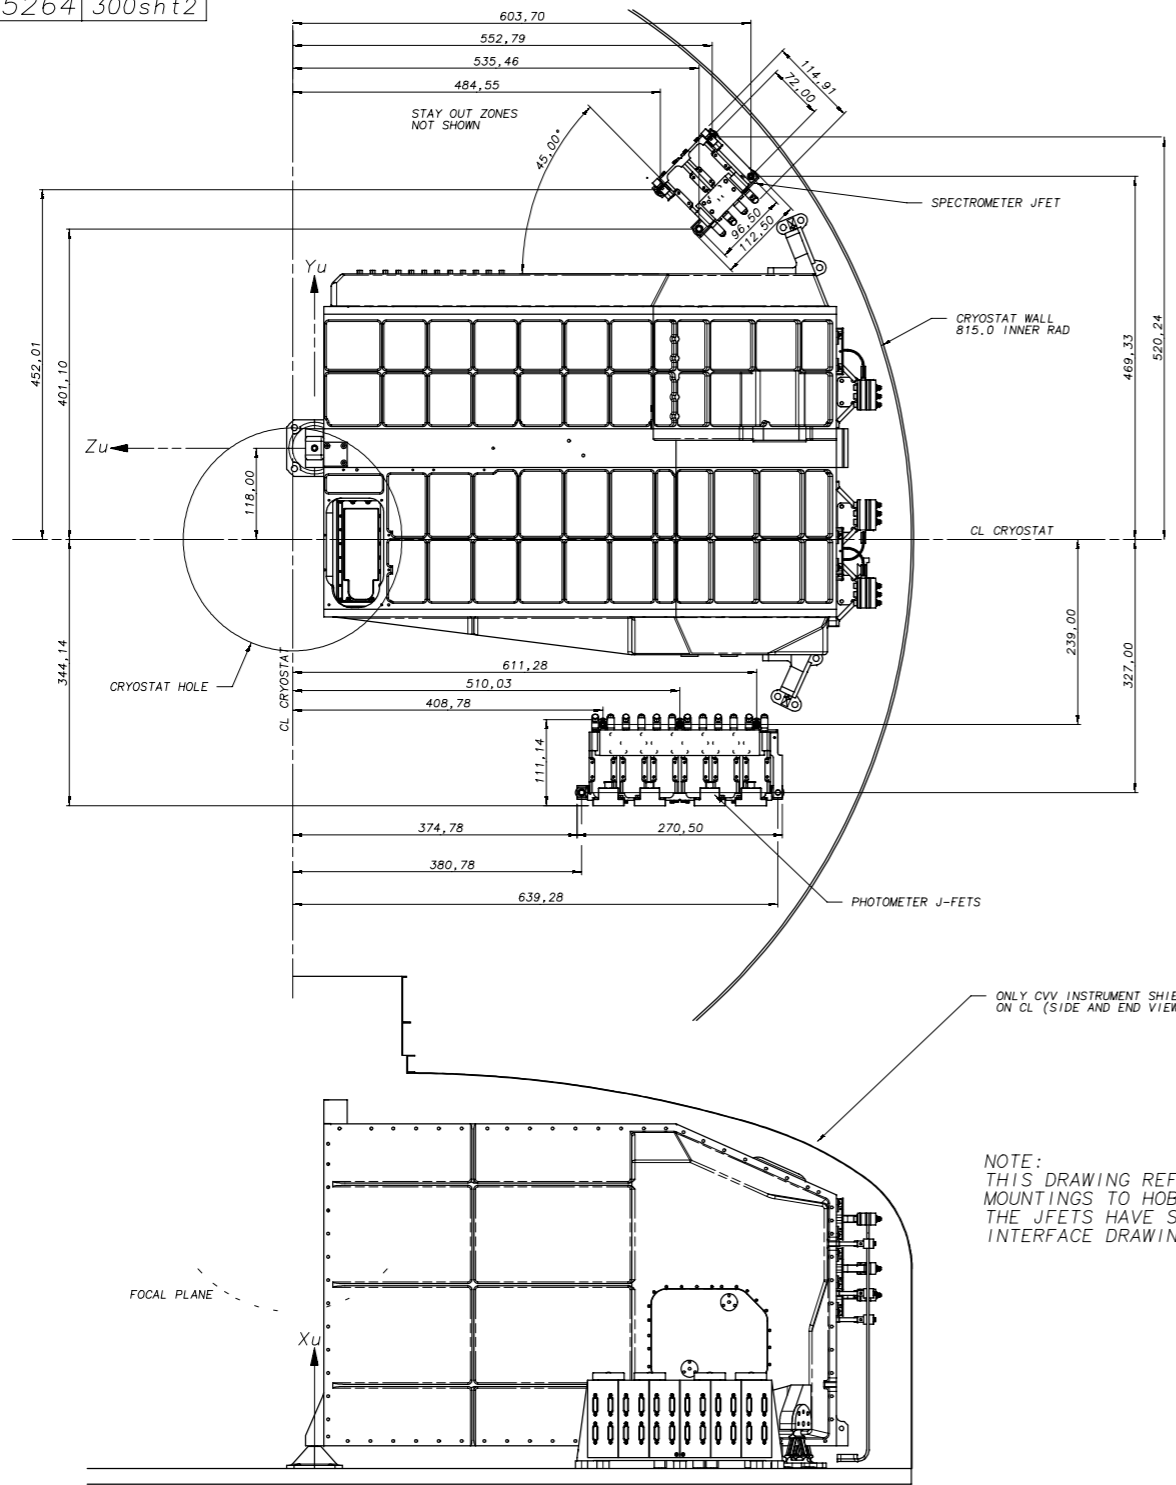 5264 300sht2
603,70
552,79
535,46
484,55
114,91
72,00
STAY OUT ZONES
NOT SHOWN
45,00°
SPECTROMETER JFET
96,50
112,50
Yu
CRYOSTAT WALL
815.0 INNER RAD
452,01
401,10
469,33
520,24
Zu
118,00
CL CRYOSTAT
344,14
239,00
327,00
CRYOSTAT HOLE
CL CRYOSTAT
611,28
510,03
408,78
111,14
374,78
270,50
380,78
639,28
PHOTOMETER J-FETS
ONLY CVV INSTRUMENT SHIE
ON CL (SIDE AND END VIEW
NOTE:
THIS DRAWING REF
MOUNTINGS TO HOB
THE JFETS HAVE S
INTERFACE DRAWIN
FOCAL PLANE
Xu